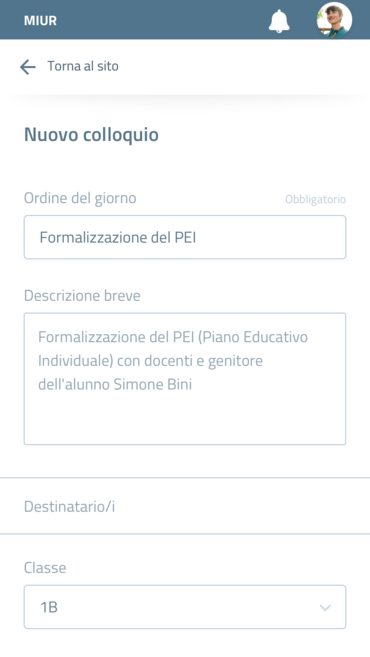 MIUR
Torna al sito
Nuovo colloquio
Ordine del giorno
Obbligatorio
Formalizzazione del PEI
Descrizione breve
Formalizzazione del PEI (Piano Educativo
Individuale) con docenti e genitore
dell'alunno Simone Bini
Destinatario/i
Classe
1B